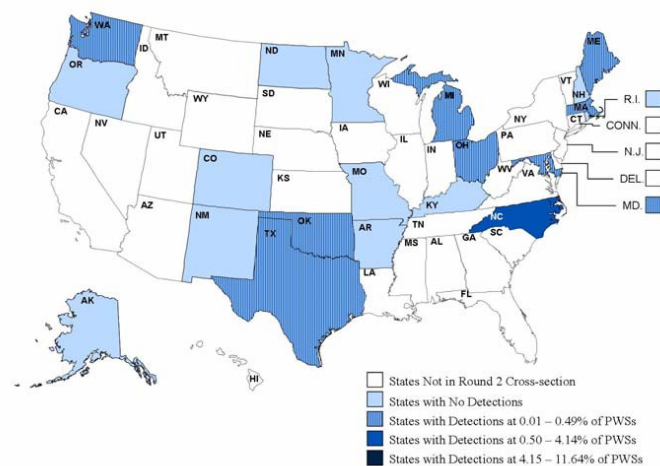 WA
ME
MT
ND
MN
ID
VT
OR
NH
MI
WI
MA
R.I.
SD
NY
CT
CONN.
WY
CA
IA
PA
N.J.
NV
NE
IL
IN
OH
UT
DEL.
CO
WV
VA
MO
KS
KY
MD.
AZ
OK
TN
NC
NM
AR
SC
TX
MS
AL
GA
LA
FL
AK
HI
States Not in Round 2 Cross-section
States with No Detections
States with Detections at 0.01 – 0.49% of PWSs
States with Detections at 0.50 – 4.14% of PWSs
States with Detections at 4.15 – 11.64% of PWSs